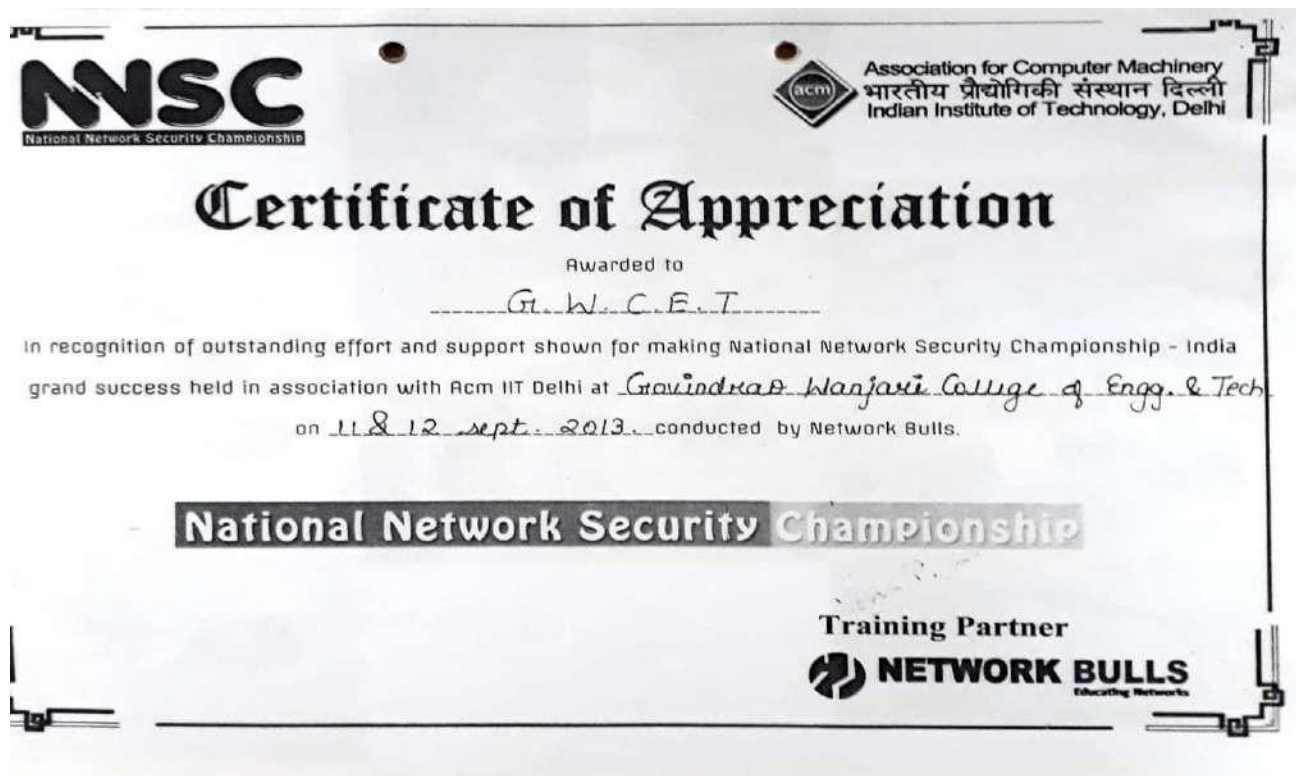 NNSC
National Network Security Championship
acm
Association for Computer Machinery
भारतीय प्रौद्योगिकी संस्थान दिल्ली
Indian Institute of Technology, Delhi
Certificate of Appreciation
Awarded to
G. W. C. E. T
In recognition of outstanding effort and support shown for making National Network Security Championship - India
grand success held in association with Acm IIT Delhi at Govindrao Wanjari College of Engg. & Tech
on 11 & 12 sept. 2013. conducted by Network Bulls.
National Network Security Championship
Training Partner
NETWORK BULLS
Educating Networks